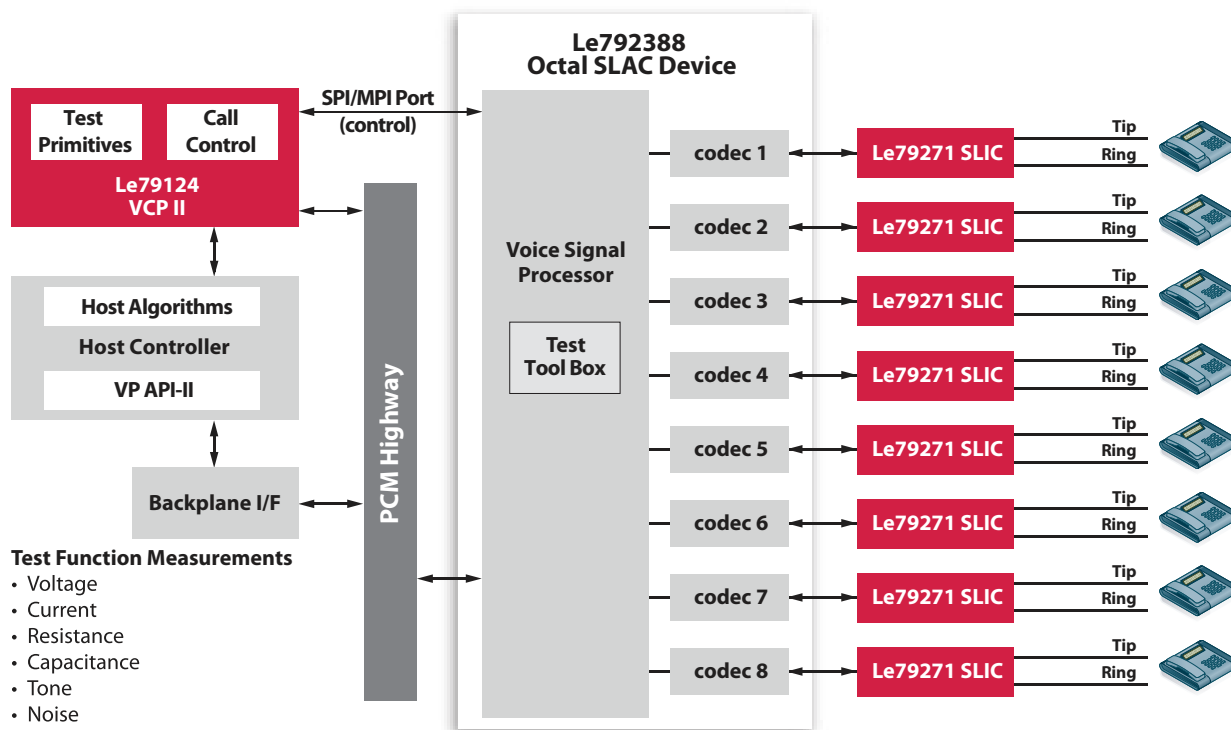 Le792388
Octal SLAC Device
SPI/MPI Port
(control)
Test
Primitives
Call
Control
Le79124
VCP II
Host Algorithms
Host Controller
VP API-II
Backplane I/F
PCM Highway
Voice Signal
Processor
Test
Tool Box
codec 1
Le79271 SLIC
Tip
Ring
codec 2
Le79271 SLIC
Tip
Ring
codec 3
Le79271 SLIC
Tip
Ring
codec 4
Le79271 SLIC
Tip
Ring
codec 5
Le79271 SLIC
Tip
Ring
codec 6
Le79271 SLIC
Tip
Ring
codec 7
Le79271 SLIC
Tip
Ring
codec 8
Le79271 SLIC
Tip
Ring
Test Function Measurements
• Voltage
• Current
• Resistance
• Capacitance
• Tone
• Noise